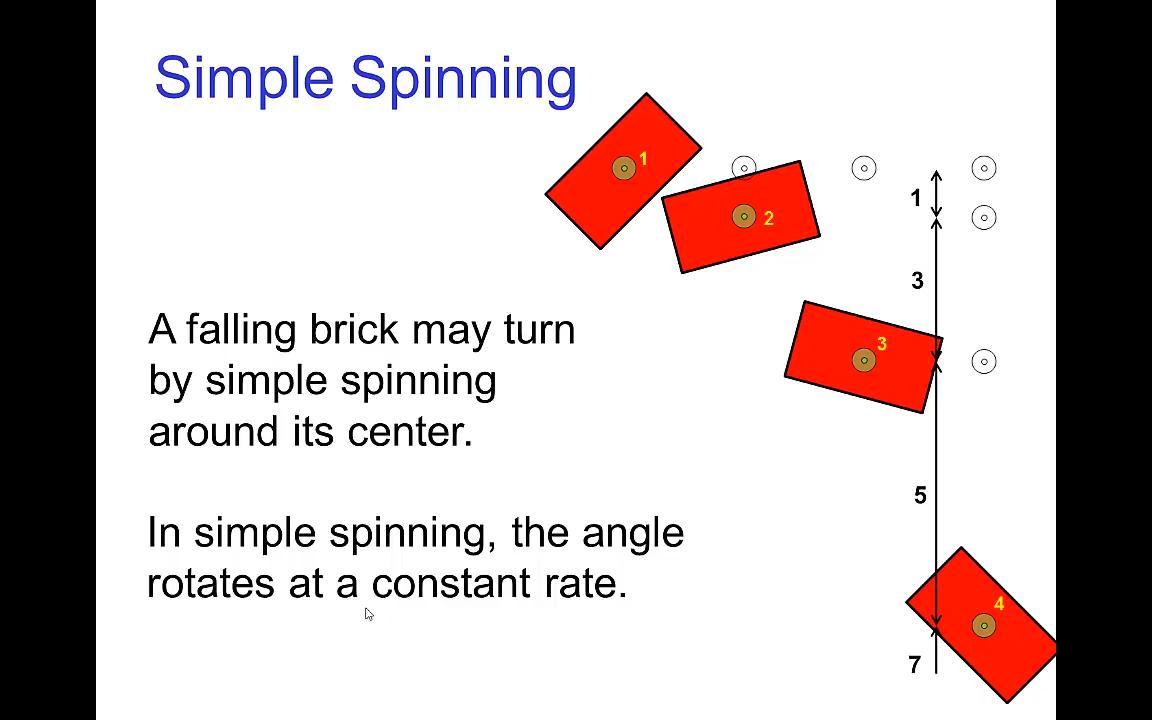 Simple Spinning
1
2
1
3
3
A falling brick may turn
by simple spinning
around its center.
5
In simple spinning, the angle
rotates at a constant rate.
4
7